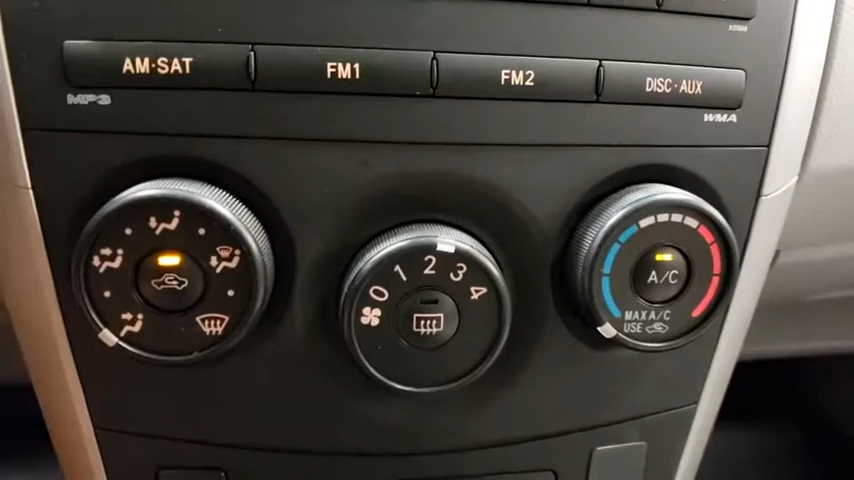 AM·SAT FM1 FM2 DISC·AUX
MP3 WMA
0 1 2 3 4
A/C
MAX A/C
USE